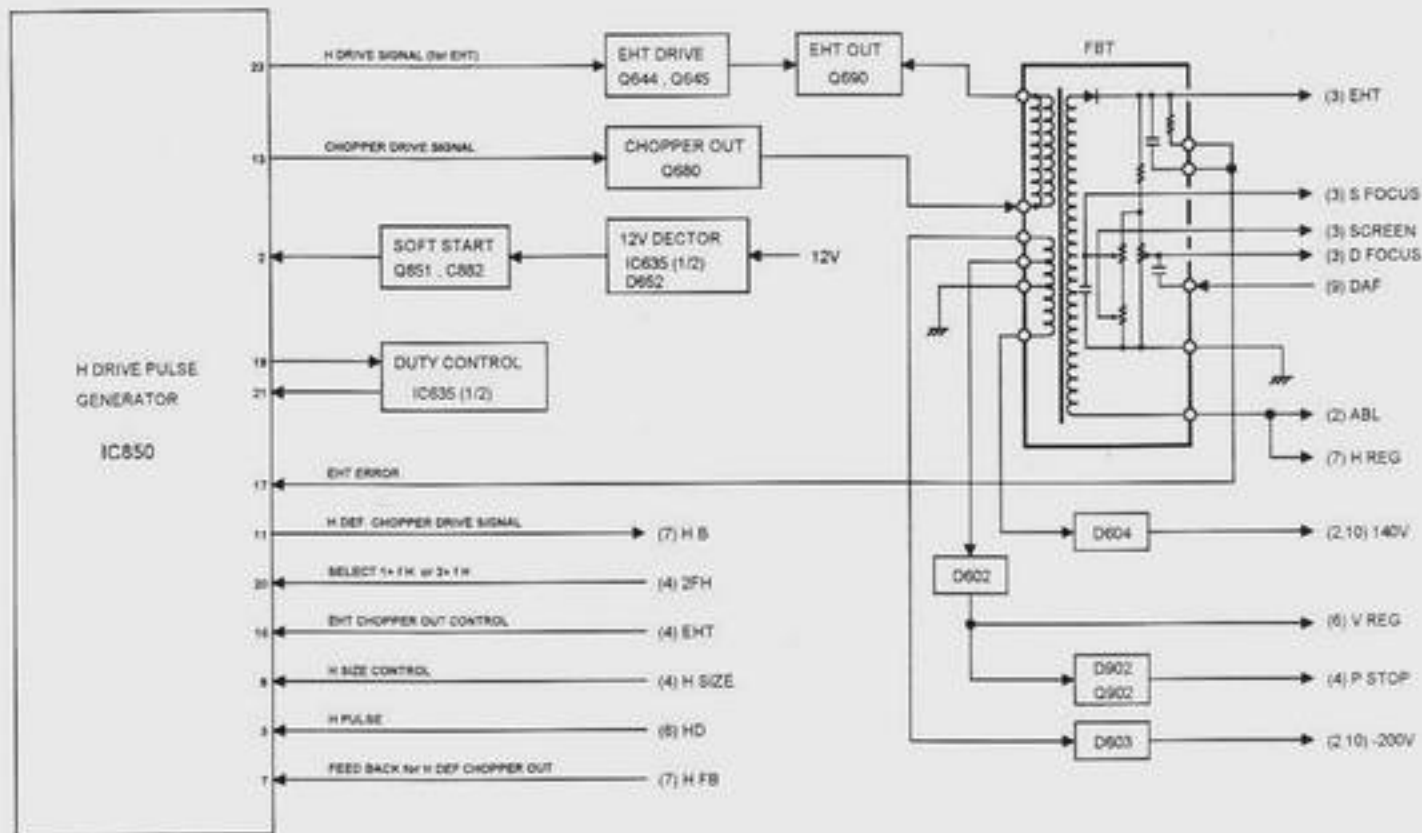 FBT
23
H DRIVE SIGNAL (for EHT)
EHT DRIVE
Q644 , Q645
EHT OUT
Q690
(3) EHT
13
CHOPPER DRIVE SIGNAL
CHOPPER OUT
Q680
(3) S FOCUS
(3) SCREEN
(3) D FOCUS
(9) DAF
2
SOFT START
Q851 , C882
12V DECTOR
IC635 (1/2)
D652
12V
H DRIVE PULSE
GENERATOR
IC850
19
21
DUTY CONTROL
IC635 (1/2)
(2) ABL
(7) H REG
17
EHT ERROR
11
H DEF. CHOPPER DRIVE SIGNAL
(7) H B
D604
(2,10) 140V
20
SELECT 1* f H or 2* f H
(4) 2FH
D602
EHT CHOPPER OUT CONTROL
(4) EHT
(6) V REG
H SIZE CONTROL
(4) H SIZE
D902
Q902
(4) P STOP
3
H PULSE
(6) HD
D603
(2,10) -200V
7
FEED BACK for H DEF CHOPPER OUT
(7) H FB